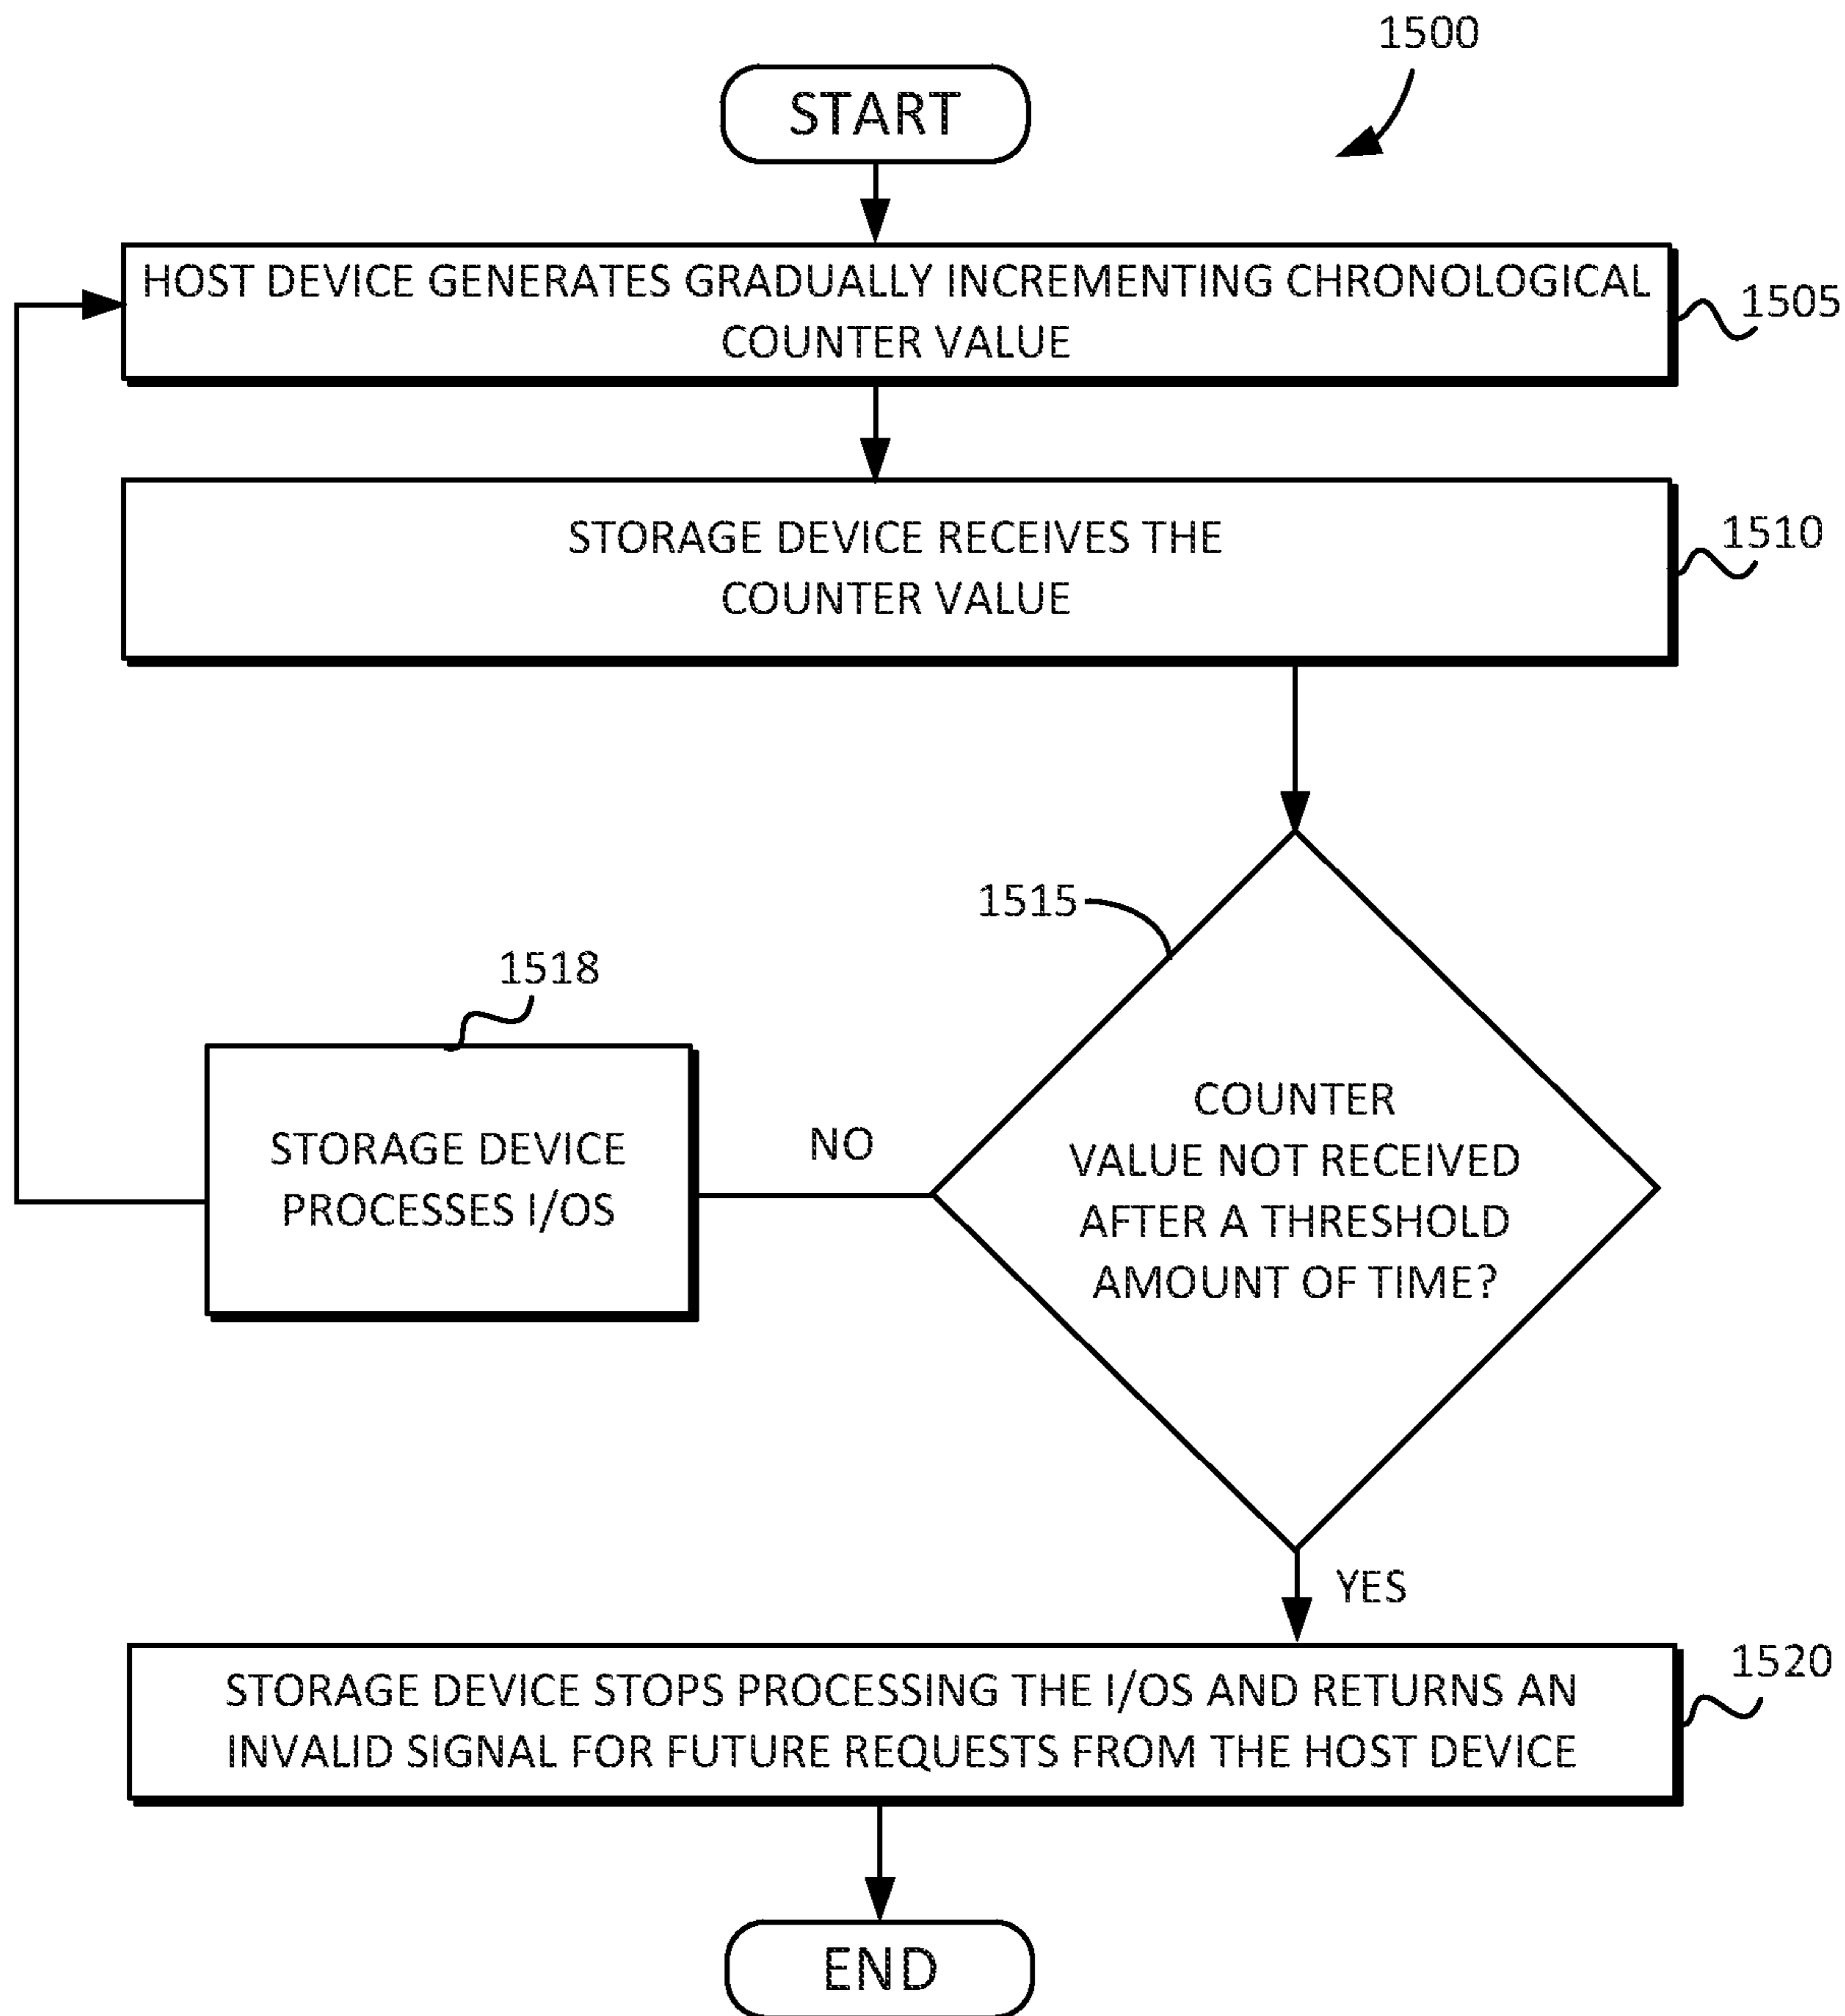 1500
START
HOST DEVICE GENERATES GRADUALLY INCREMENTING CHRONOLOGICAL
COUNTER VALUE
1505
STORAGE DEVICE RECEIVES THE
COUNTER VALUE
1510
1515
COUNTER
VALUE NOT RECEIVED
AFTER A THRESHOLD
AMOUNT OF TIME?
NO
1518
STORAGE DEVICE
PROCESSES I/OS
YES
STORAGE DEVICE STOPS PROCESSING THE I/OS AND RETURNS AN
INVALID SIGNAL FOR FUTURE REQUESTS FROM THE HOST DEVICE
1520
END